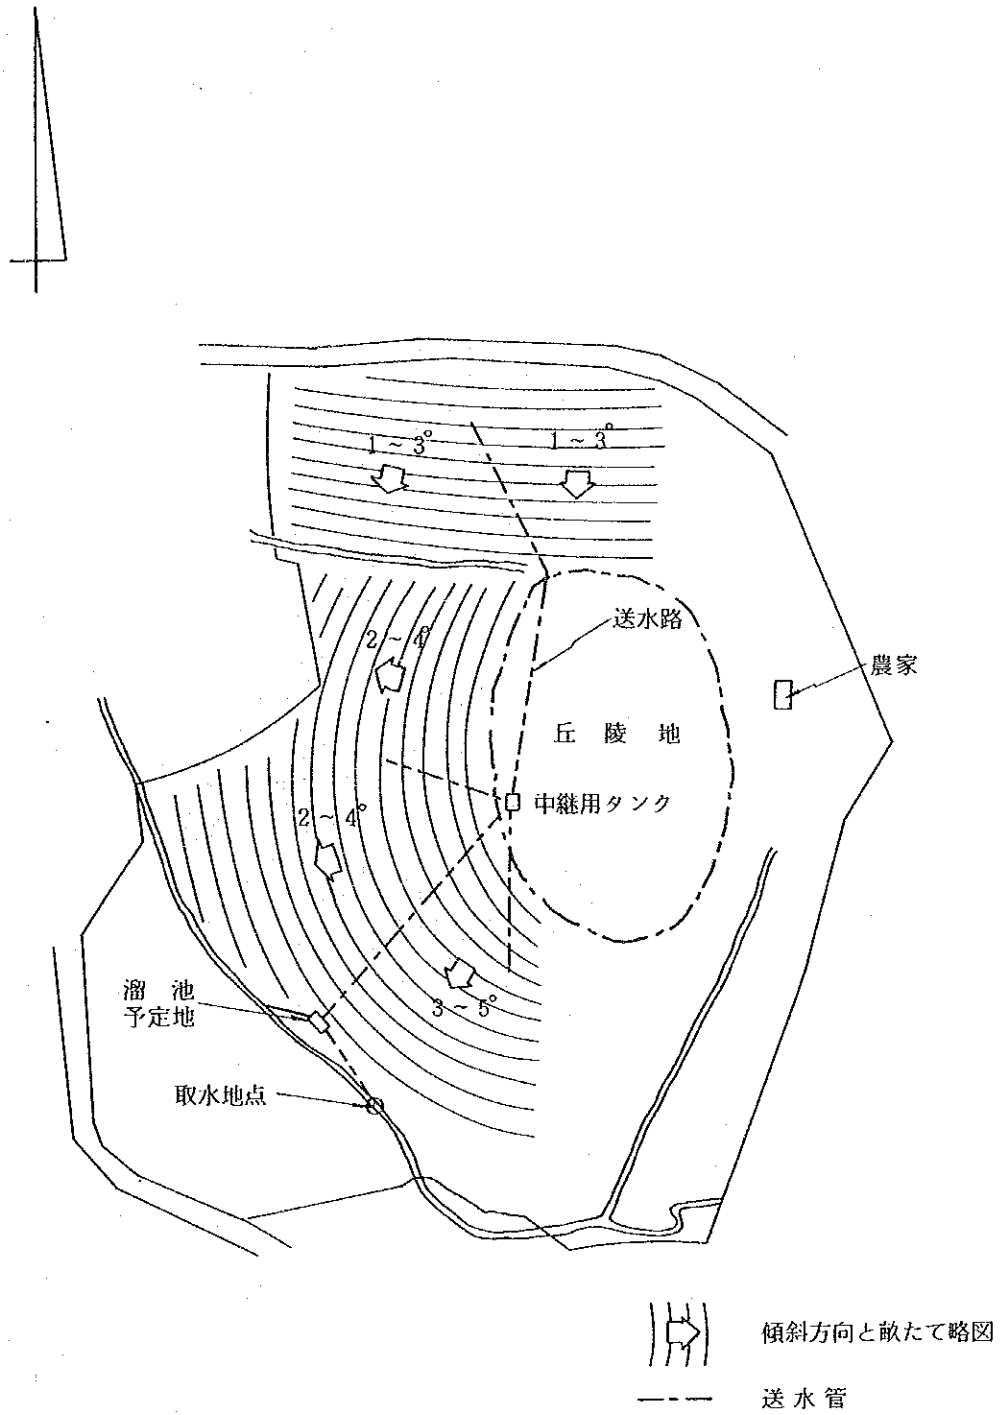 1～3°
1～3°
送水路
2～4°
農家
丘陵地
中継用タンク
2～4°
溜池
予定地
3～5°
取水地点
傾斜方向と畝たて略図
送水管